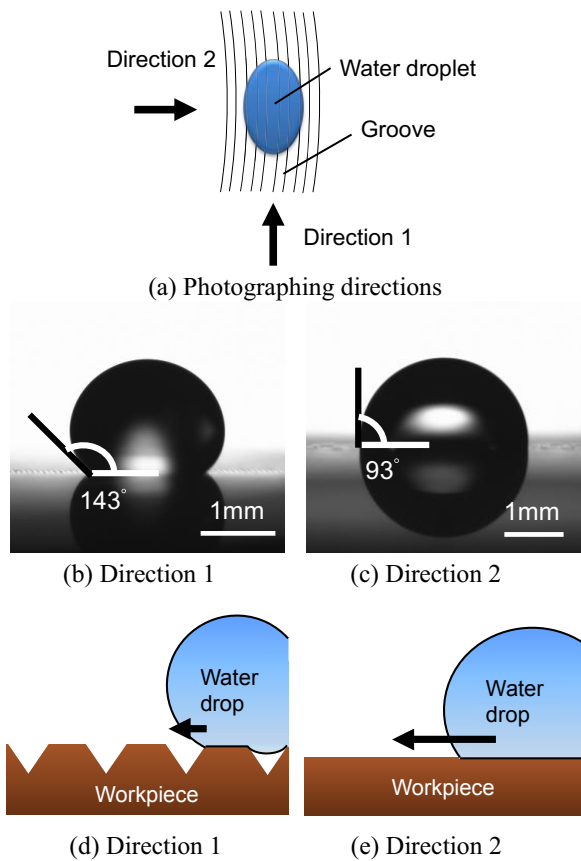 Direction 2
Water droplet
Groove
Direction 1
(a) Photographing directions
143°
1mm
93°
1mm
(b) Direction 1
(c) Direction 2
Water
drop
Workpiece
Water
drop
Workpiece
(d) Direction 1
(e) Direction 2